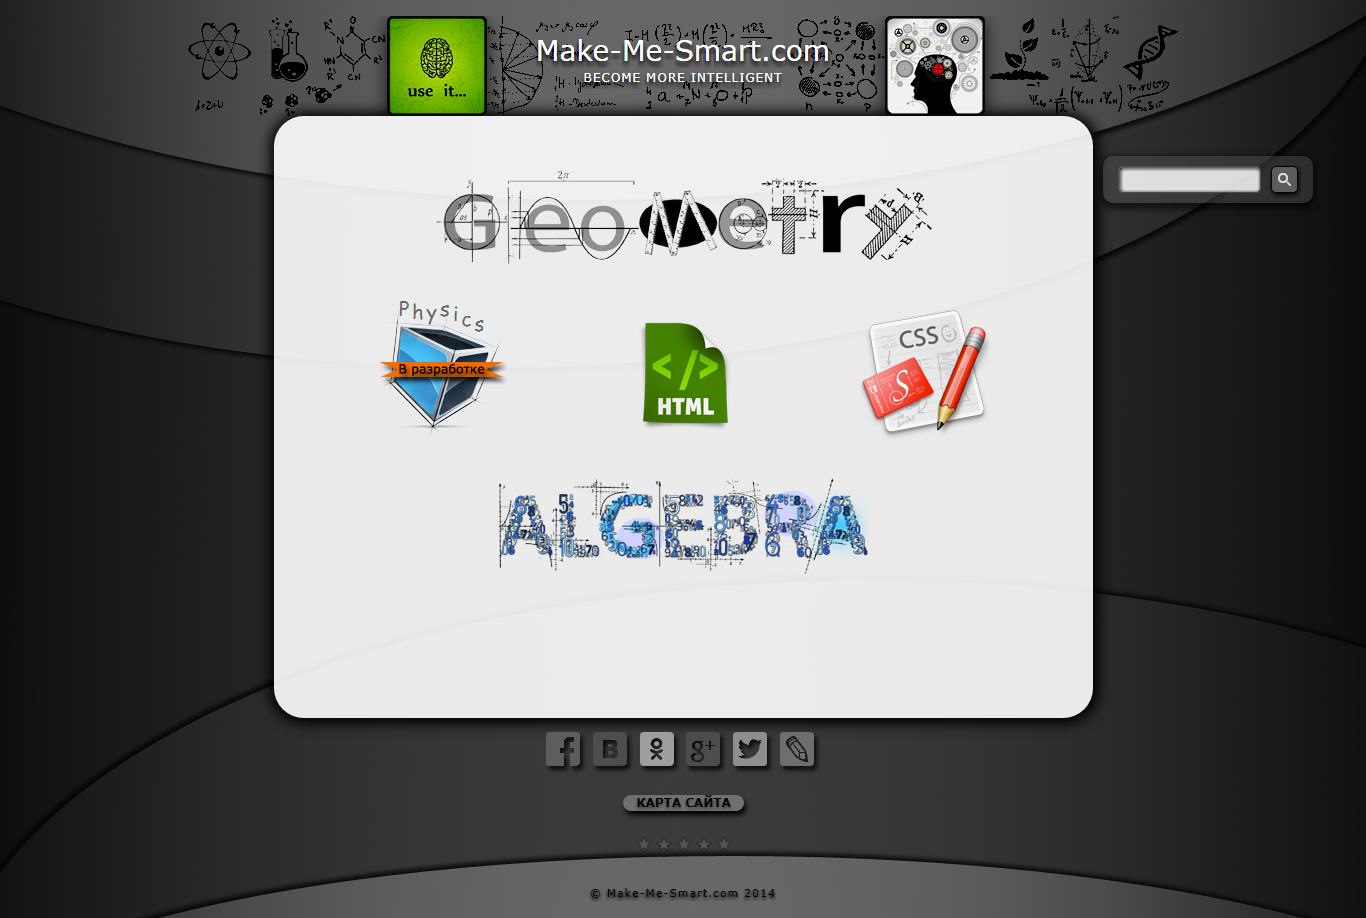 use it...
Make-Me-Smart.com
BECOME MORE INTELLIGENT
Geometry
Physics
В разработке
HTML
CSS
ALGEBRA
КАРТА САЙТА
© Make-Me-Smart.com 2014